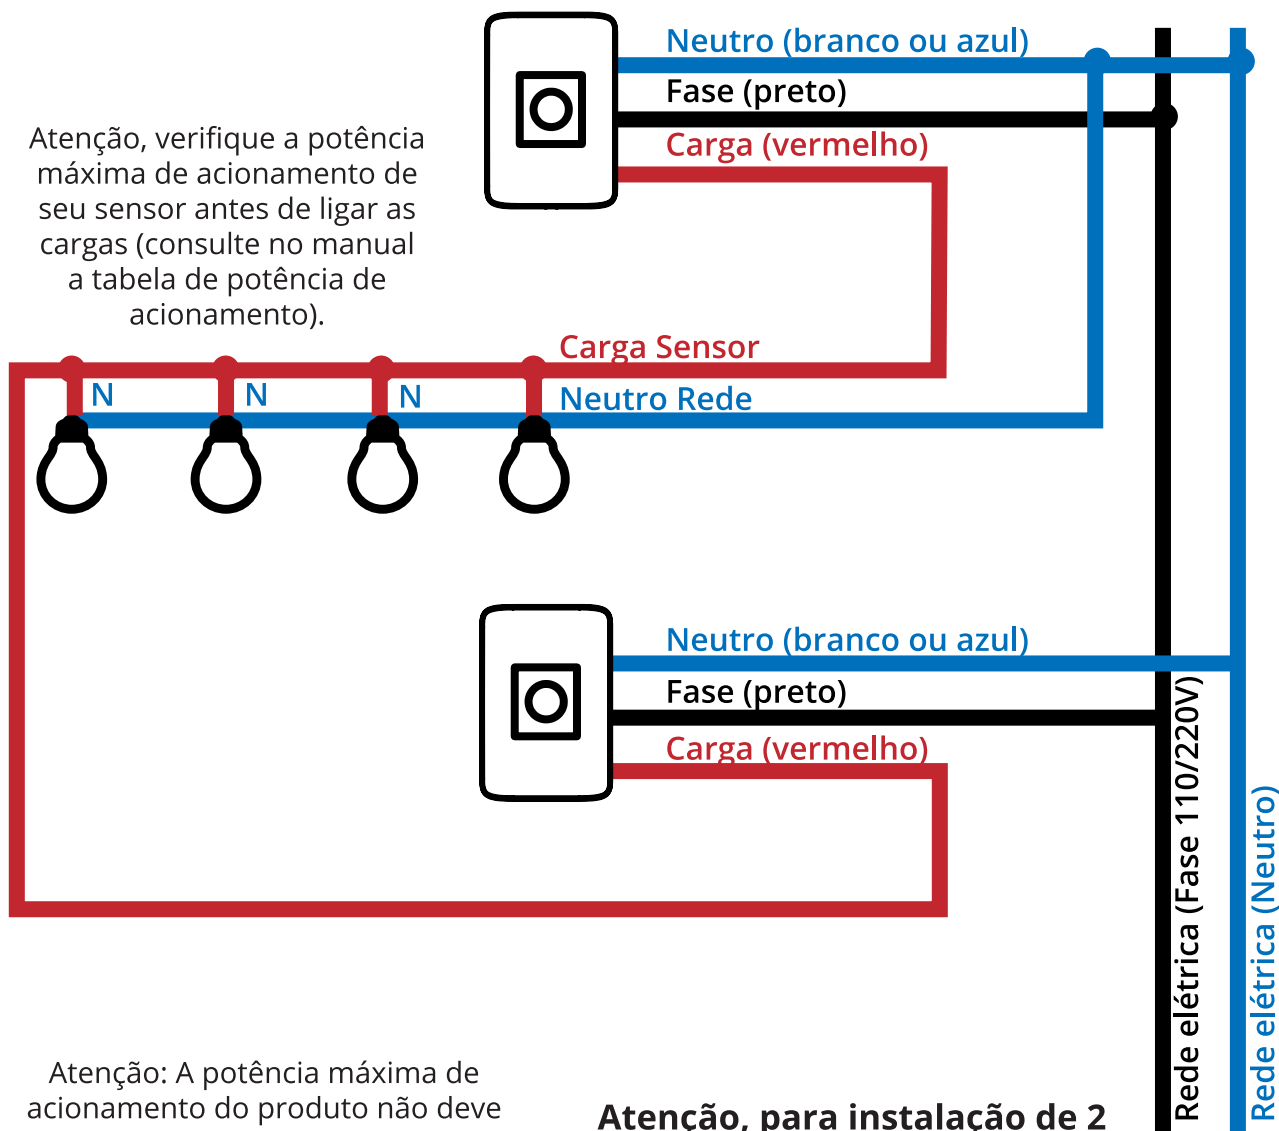 Neutro (branco ou azul)
Fase (preto)
Carga (vermelho)
Atenção, verifique a potência
máxima de acionamento de
seu sensor antes de ligar as
cargas (consulte no manual
a tabela de potência de
acionamento).
Carga Sensor
N
N
N
Neutro Rede
Neutro (branco ou azul)
Fase (preto)
Carga (vermelho)
Rede elétrica (Fase 110/220V)
Rede elétrica (Neutro)
Atenção: A potência máxima de
acionamento do produto não deve
Atenção, para instalação de 2